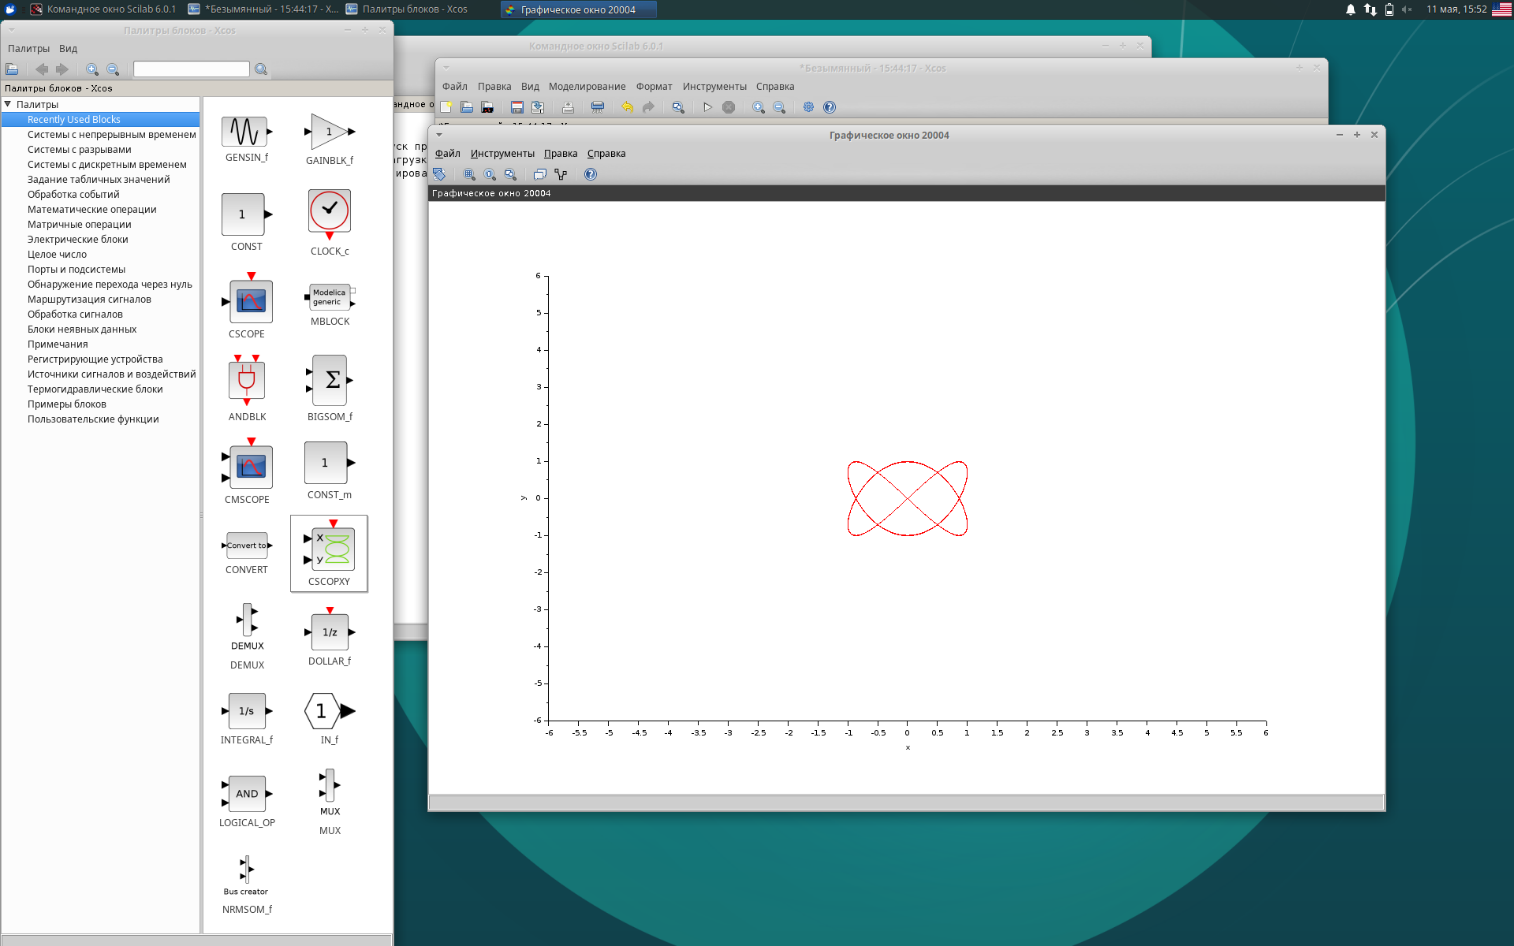 Командное окно Scilab 6.0.1
*Безымянный - 15:44:17 - X...
Палитры блоков - Xcos
Графическое окно 20004
11 мая, 15:52
Палитры блоков - Xcos
Палитры Вид
Палитры блоков - Xcos
Палитры
Recently Used Blocks
Системы с непрерывным временем
Системы с разрывами
Системы с дискретным временем
Задание табличных значений
Обработка событий
Математические операции
Матричные операции
Электрические блоки
Целое число
Порты и подсистемы
Обнаружение перехода через нуль
Маршрутизация сигналов
Обработка сигналов
Блоки неявных данных
Примечания
Регистрирующие устройства
Источники сигналов и воздействий
Термогидравлические блоки
Примеры блоков
Пользовательские функции
GENSIN_f
1
GAINBLK_f
1
CONST
CLOCK_c
CSCOPE
Modelica
generic
MBLOCK
ANDBLK
Σ
BIGSOM_f
CMSCOPE
1
CONST_m
Convert to
CONVERT
X
y
CSCOPXY
DEMUX
DEMUX
1/z
DOLLAR_f
1/s
INTEGRAL_f
1
IN_f
AND
LOGICAL_OP
MUX
MUX
Bus creator
NRMSOM_f
Командное окно Scilab 6.0.1
андное о
уск пр
агрузк
ирова
*Безымянный - 15:44:17 - Xcos
Файл Правка Вид Моделирование Формат Инструменты Справка
Графическое окно 20004
Файл Инструменты Правка Справка
Графическое окно 20004
6
5
4
3
2
1
y
0
-1
-2
-3
-4
-5
-6
-6 -5.5 -5 -4.5 -4 -3.5 -3 -2.5 -2 -1.5 -1 -0.5 0 0.5 1 1.5 2 2.5 3 3.5 4 4.5 5 5.5 6
x